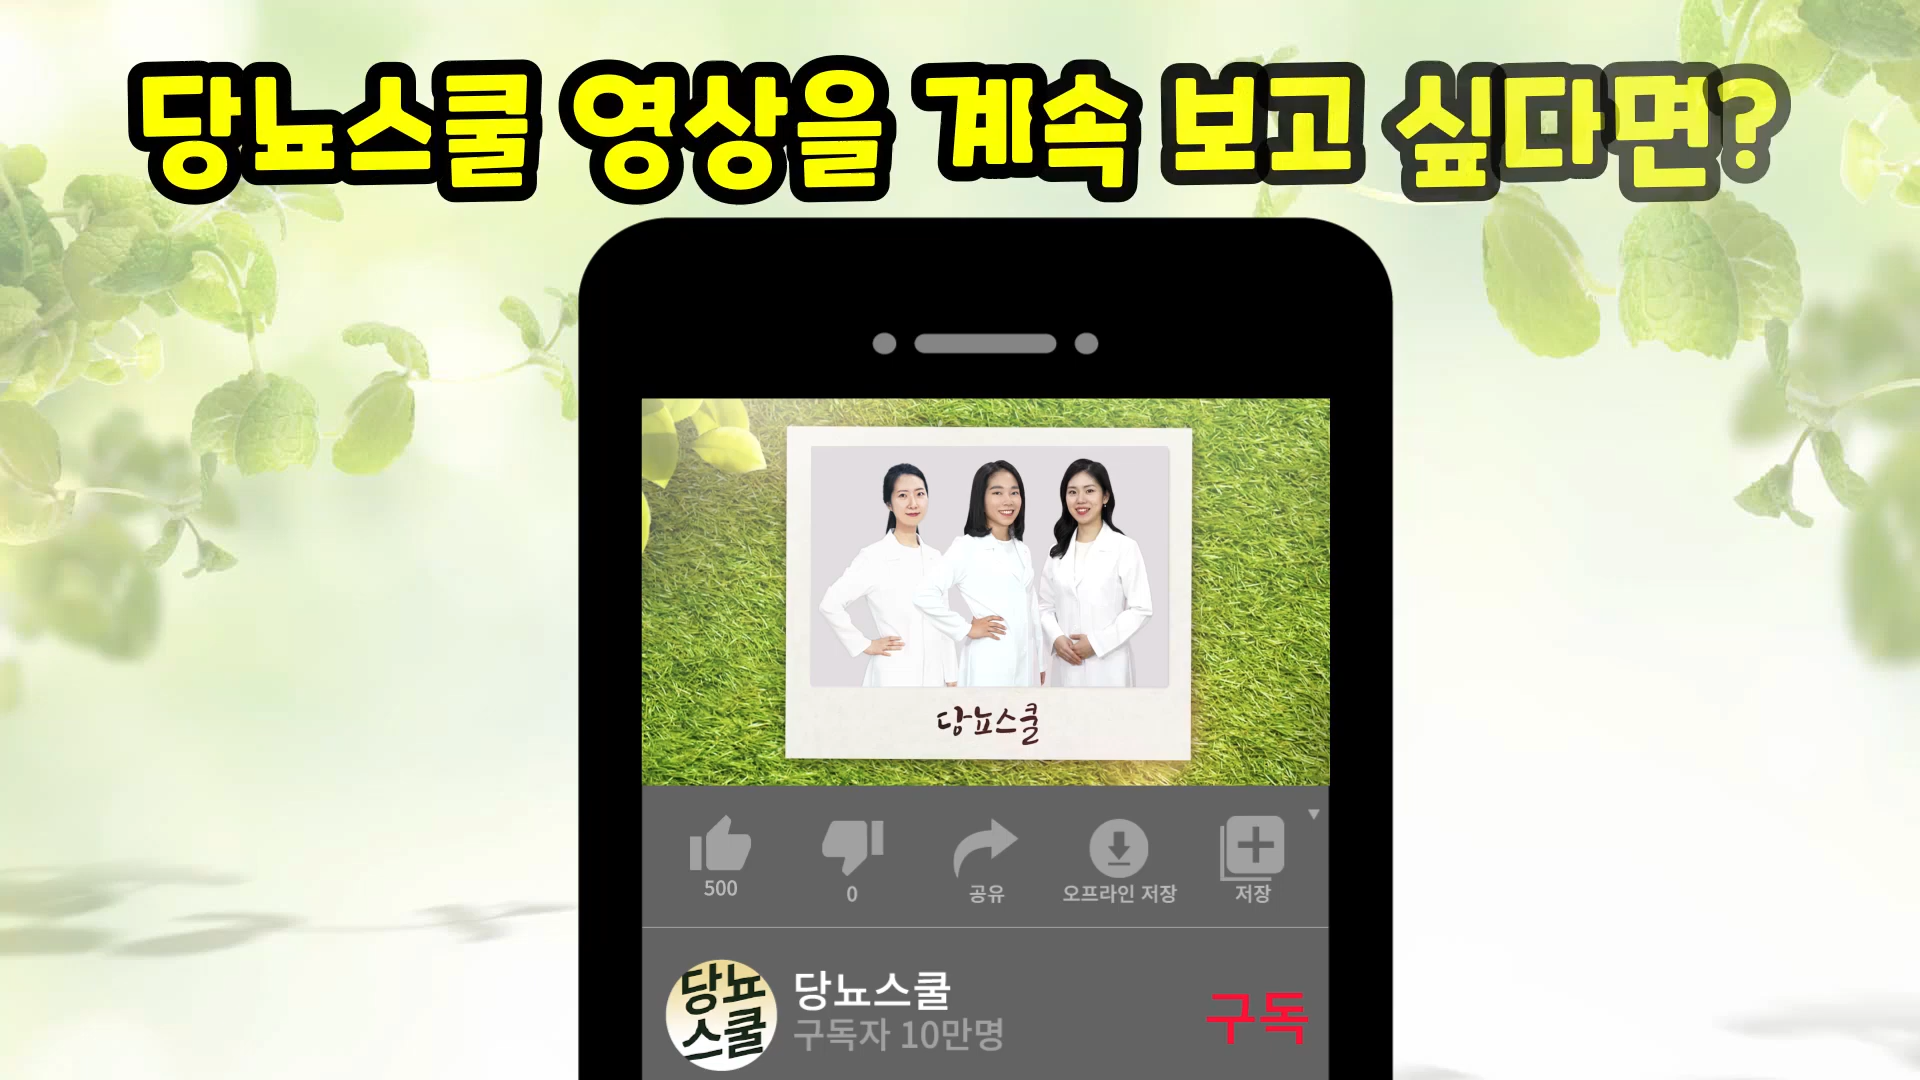 당뇨스쿨 영상을 계속 보고 싶다면?
당뇨스쿨
500
0
공유
오프라인 저장
저장
당뇨
스쿨
당뇨스쿨
구독자 10만명
구독